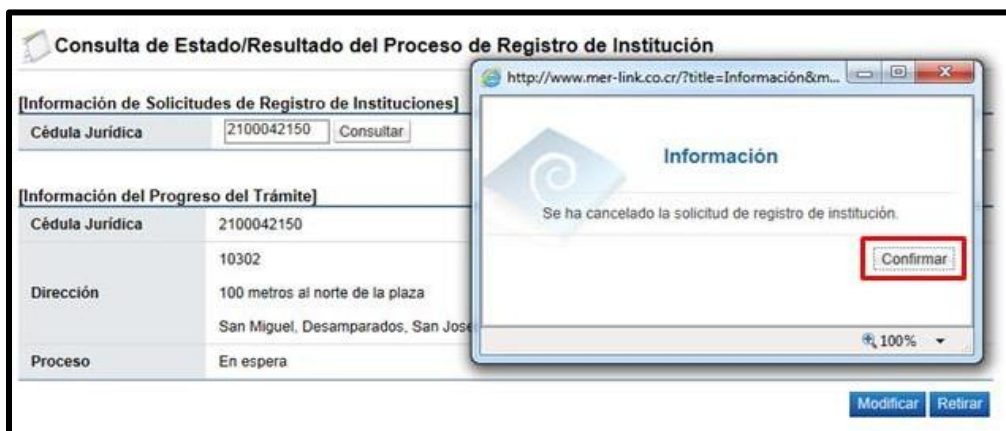 Consulta de Estado/Resultado del Proceso de Registro de Institución
[Información de Solicitudes de Registro de Instituciones]
Cédula Jurídica 2100042150 Consultar
[Información del Progreso del Trámite]
Cédula Jurídica 2100042150
10302
Dirección 100 metros al norte de la plaza
San Miguel, Desamparados, San José
Proceso En espera
Modificar Retirar
http://www.mer-link.co.cr/?title=Información&m...
Información
Se ha cancelado la solicitud de registro de institución.
Confirmar
100%